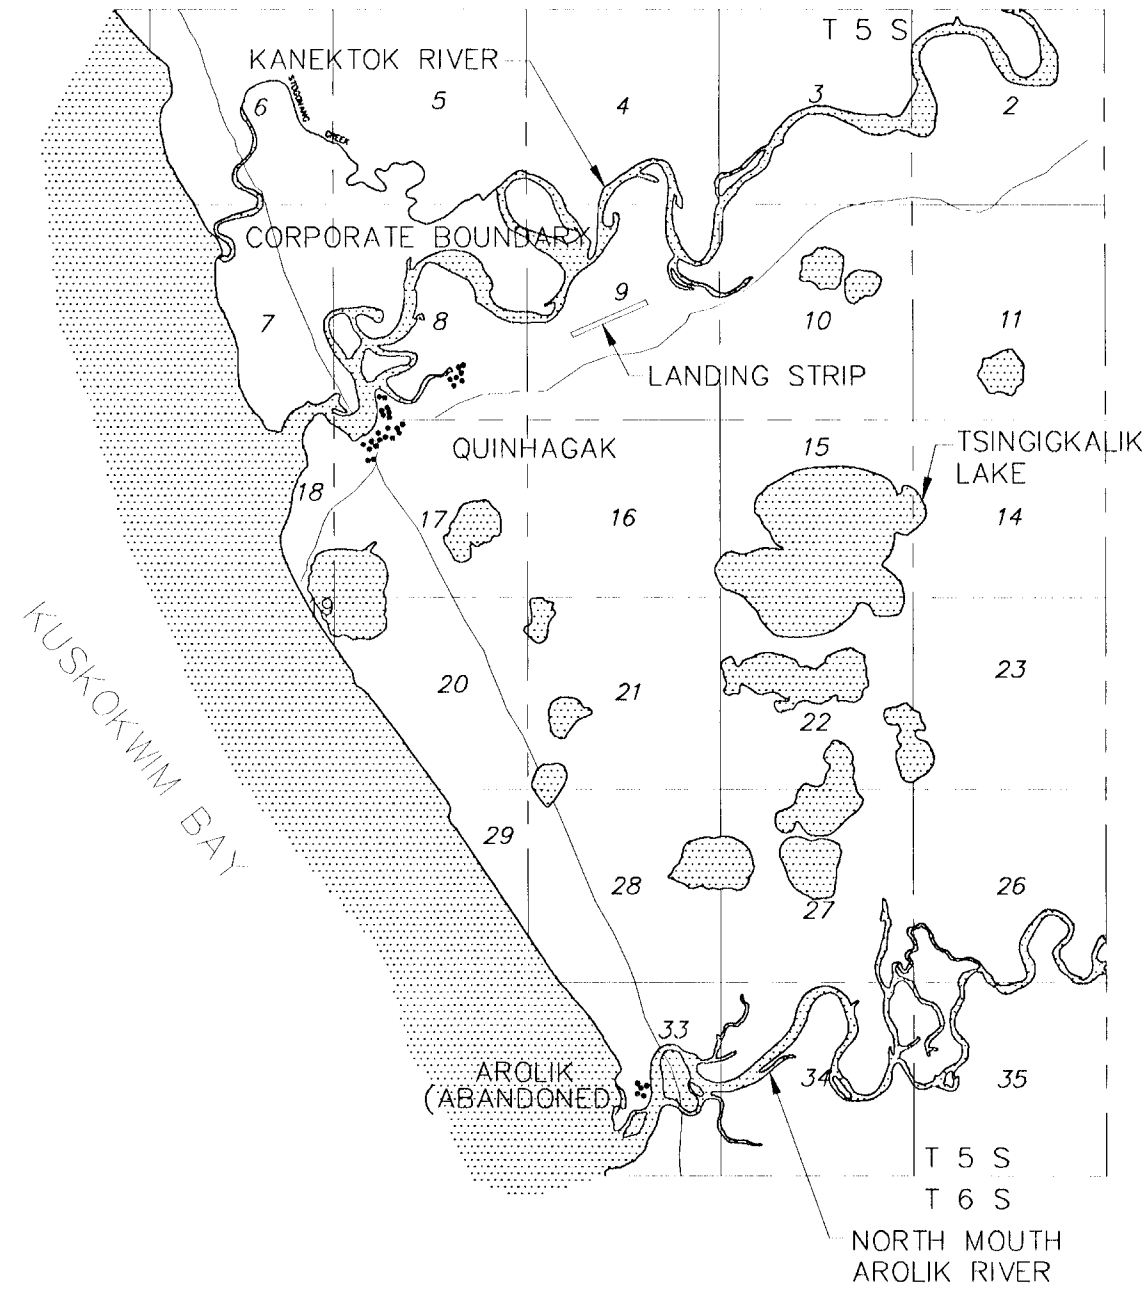 T 5 S
KANEKTOK RIVER
6
5
4
3
2
CREEK
CORPORATE BOUNDARY
7
8
9
10
11
LANDING STRIP
QUINHAGAK
15
TSINGIGKALIK
LAKE
18
17
16
14
19
KUSKOKWIM BAY
20
21
22
23
29
28
27
26
33
34
35
AROLIK
(ABANDONED)
T 5 S
T 6 S
NORTH MOUTH
AROLIK RIVER